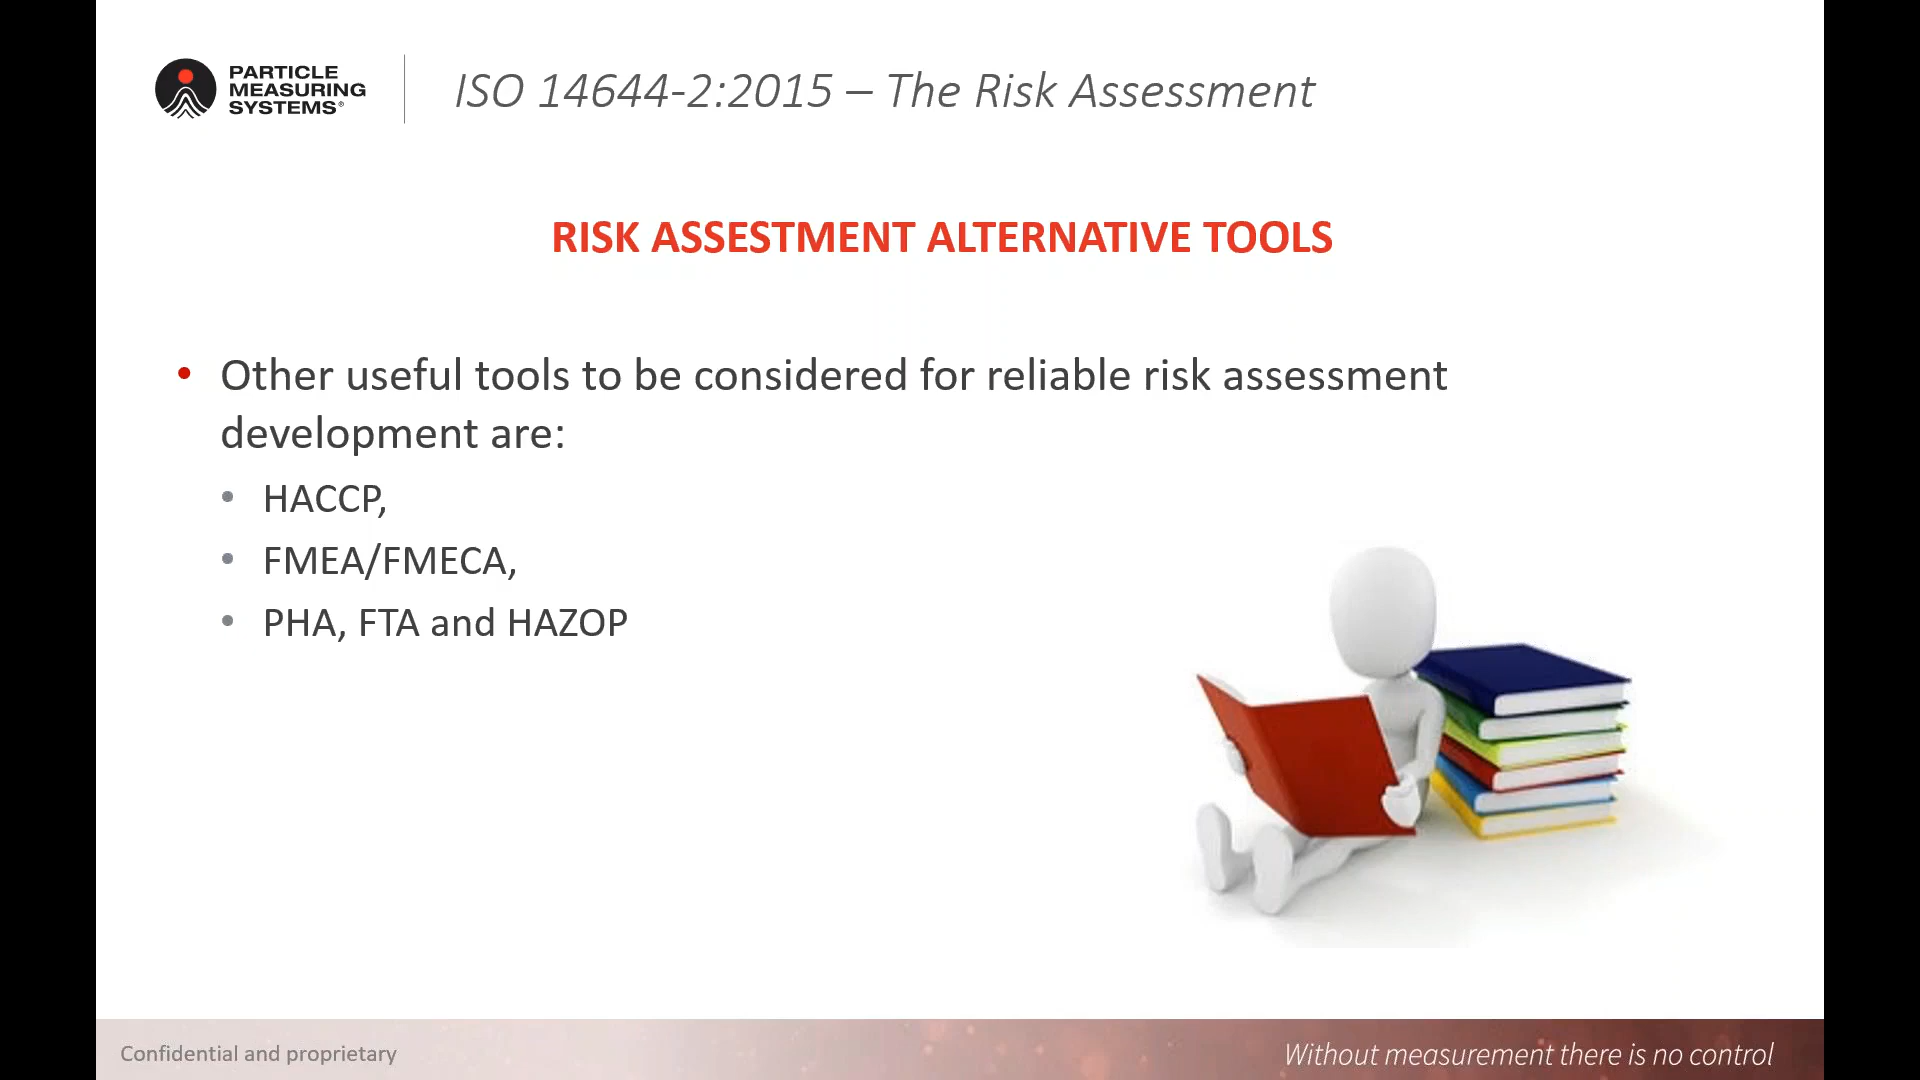 PARTICLE
MEASURING
SYSTEMS®
ISO 14644-2:2015 – The Risk Assessment
RISK ASSESTMENT ALTERNATIVE TOOLS
• Other useful tools to be considered for reliable risk assessment
development are:
• HACCP,
• FMEA/FMECA,
• PHA, FTA and HAZOP
Confidential and proprietary
Without measurement there is no control